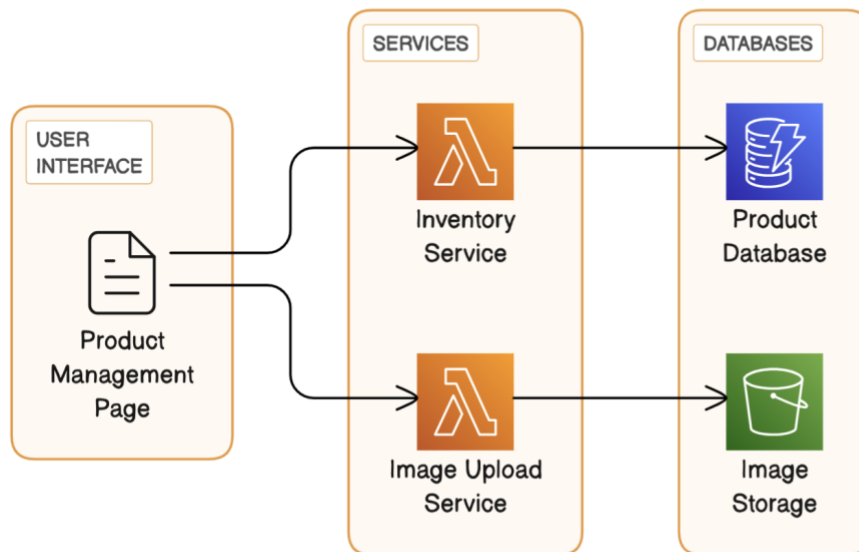 USER
INTERFACE
Product
Management
Page
SERVICES
Inventory
Service
Image Upload
Service
DATABASES
Product
Database
Image
Storage